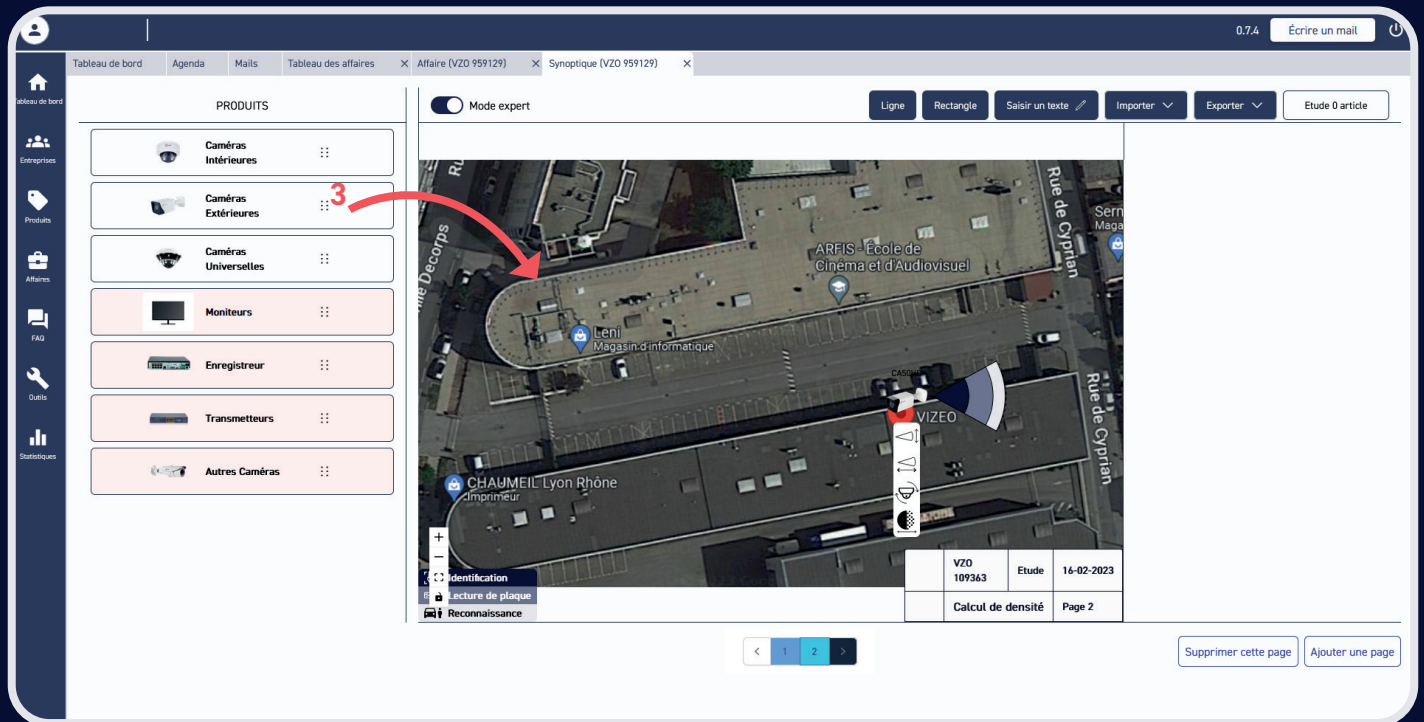 0.7.4
Écrire un mail
Tableau de bord
Agenda
Mails
Tableau des affaires
Affaire (VZO 959129)
Synoptique (VZO 959129)
Tableau de bord
Entreprises
Produits
Affaires
FAQ
Outils
Statistiques
PRODUITS
Caméras
Intérieures
Caméras
Extérieures
Caméras
Universelles
Moniteurs
Enregistreur
Transmetteurs
Autres Caméras
3
Mode expert
Ligne
Rectangle
Saisir un texte
Importer
Exporter
Etude 0 article
Decorps
Rue de Cyprian
Sern
Maga
ARFIS - École de
Cinéma et d'Audiovisuel
Leni
Magasin d'informatique
VIZEO
Rue de Cyprian
CHAUMEIL Lyon Rhône
Imprimeur
+
−
Identification
Lecture de plaque
Reconnaissance
VZO
109363
Etude
16-02-2023
Calcul de densité
Page 2
<
1
2
>
Supprimer cette page
Ajouter une page